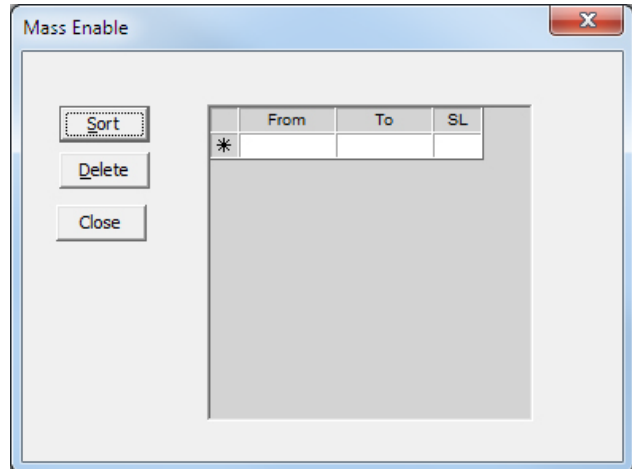 Mass Enable
Sort
Delete
Close
From To SL